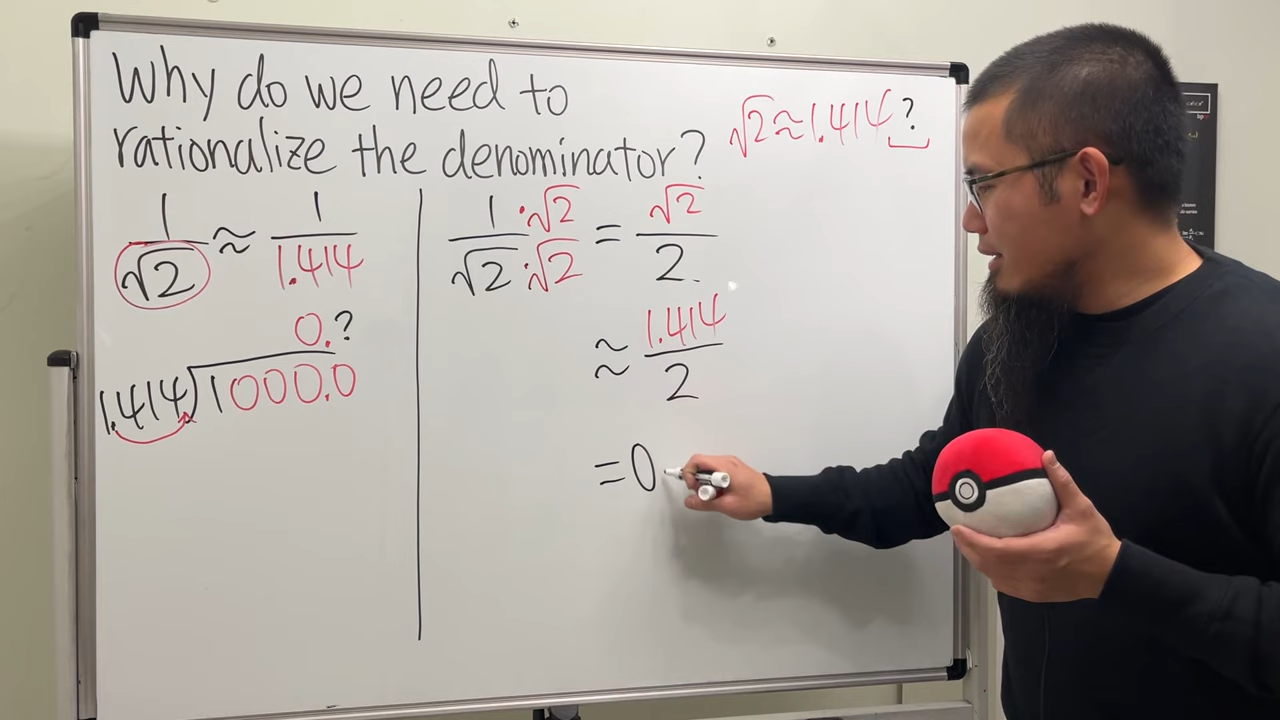 Why do we need to
rationalize the denominator?
√2 ≈ 1.414?
1/√2 ≈ 1/1.414
0.?
1.414)1000.0
1·√2/√2·√2 = √2/2.
≈ 1.414/2
= 0